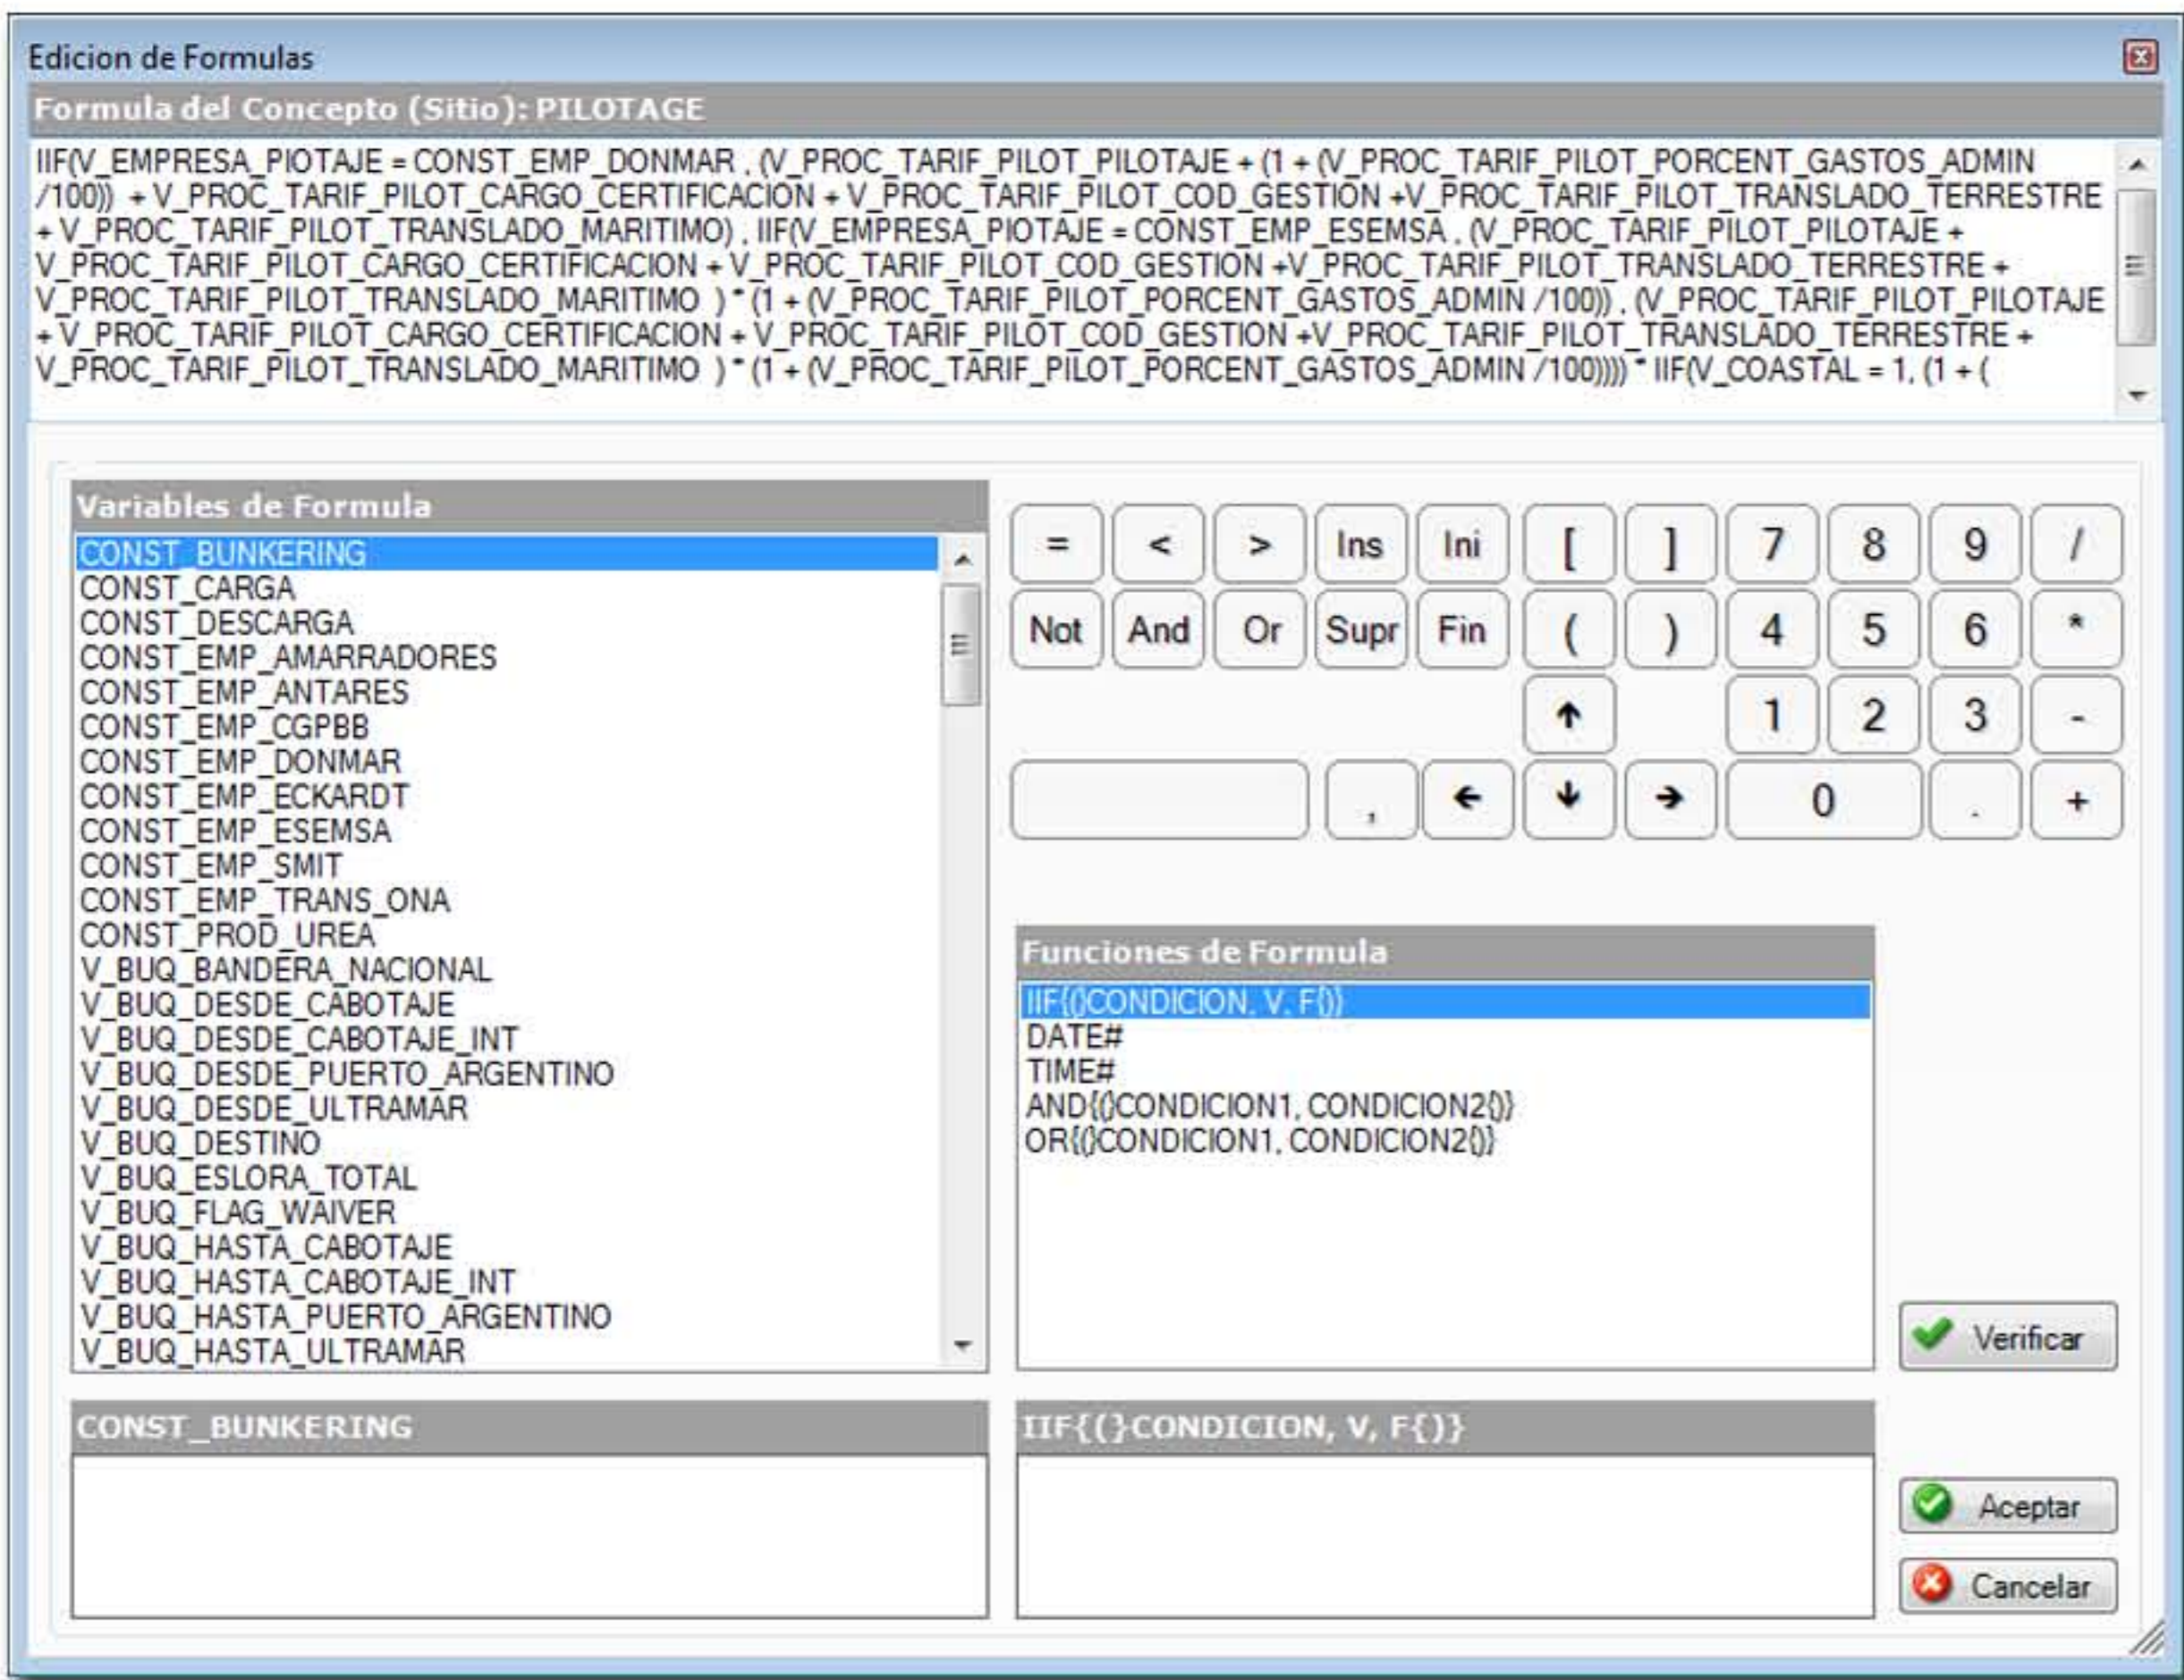 Edicion de Formulas
Formula del Concepto (Sitio): PILOTAGE
IIF(V_EMPRESA_PIOTAJE = CONST_EMP_DONMAR , (V_PROC_TARIF_PILOT_PILOTAJE + (1 + (V_PROC_TARIF_PILOT_PORCENT_GASTOS_ADMIN
/100)) + V_PROC_TARIF_PILOT_CARGO_CERTIFICACION + V_PROC_TARIF_PILOT_COD_GESTION +V_PROC_TARIF_PILOT_TRANSLADO_TERRESTRE
+ V_PROC_TARIF_PILOT_TRANSLADO_MARITIMO) , IIF(V_EMPRESA_PIOTAJE = CONST_EMP_ESEMSA , (V_PROC_TARIF_PILOT_PILOTAJE +
V_PROC_TARIF_PILOT_CARGO_CERTIFICACION + V_PROC_TARIF_PILOT_COD_GESTION +V_PROC_TARIF_PILOT_TRANSLADO_TERRESTRE +
V_PROC_TARIF_PILOT_TRANSLADO_MARITIMO ) * (1 + (V_PROC_TARIF_PILOT_PORCENT_GASTOS_ADMIN /100)) , (V_PROC_TARIF_PILOT_PILOTAJE
+ V_PROC_TARIF_PILOT_CARGO_CERTIFICACION + V_PROC_TARIF_PILOT_COD_GESTION +V_PROC_TARIF_PILOT_TRANSLADO_TERRESTRE +
V_PROC_TARIF_PILOT_TRANSLADO_MARITIMO ) * (1 + (V_PROC_TARIF_PILOT_PORCENT_GASTOS_ADMIN /100)))) * IIF(V_COASTAL = 1, (1 + (
Variables de Formula
CONST_BUNKERING
CONST_CARGA
CONST_DESCARGA
CONST_EMP_AMARRADORES
CONST_EMP_ANTARES
CONST_EMP_CGPBB
CONST_EMP_DONMAR
CONST_EMP_ECKARDT
CONST_EMP_ESEMSA
CONST_EMP_SMIT
CONST_EMP_TRANS_ONA
CONST_PROD_UREA
V_BUQ_BANDERA_NACIONAL
V_BUQ_DESDE_CABOTAJE
V_BUQ_DESDE_CABOTAJE_INT
V_BUQ_DESDE_PUERTO_ARGENTINO
V_BUQ_DESDE_ULTRAMAR
V_BUQ_DESTINO
V_BUQ_ESLORA_TOTAL
V_BUQ_FLAG_WAIVER
V_BUQ_HASTA_CABOTAJE
V_BUQ_HASTA_CABOTAJE_INT
V_BUQ_HASTA_PUERTO_ARGENTINO
V_BUQ_HASTA_ULTRAMAR
CONST_BUNKERING
= < > Ins Ini [ ] 7 8 9 /
Not And Or Supr Fin ( ) 4 5 6 *
↑ 1 2 3 -
, ← ↓ → 0 . +
Funciones de Formula
IIF{(}CONDICION, V, F{)}
DATE#
TIME#
AND{(}CONDICION1, CONDICION2{)}
OR{(}CONDICION1, CONDICION2{)}
IIF{(}CONDICION, V, F{)}
Verificar
Aceptar
Cancelar